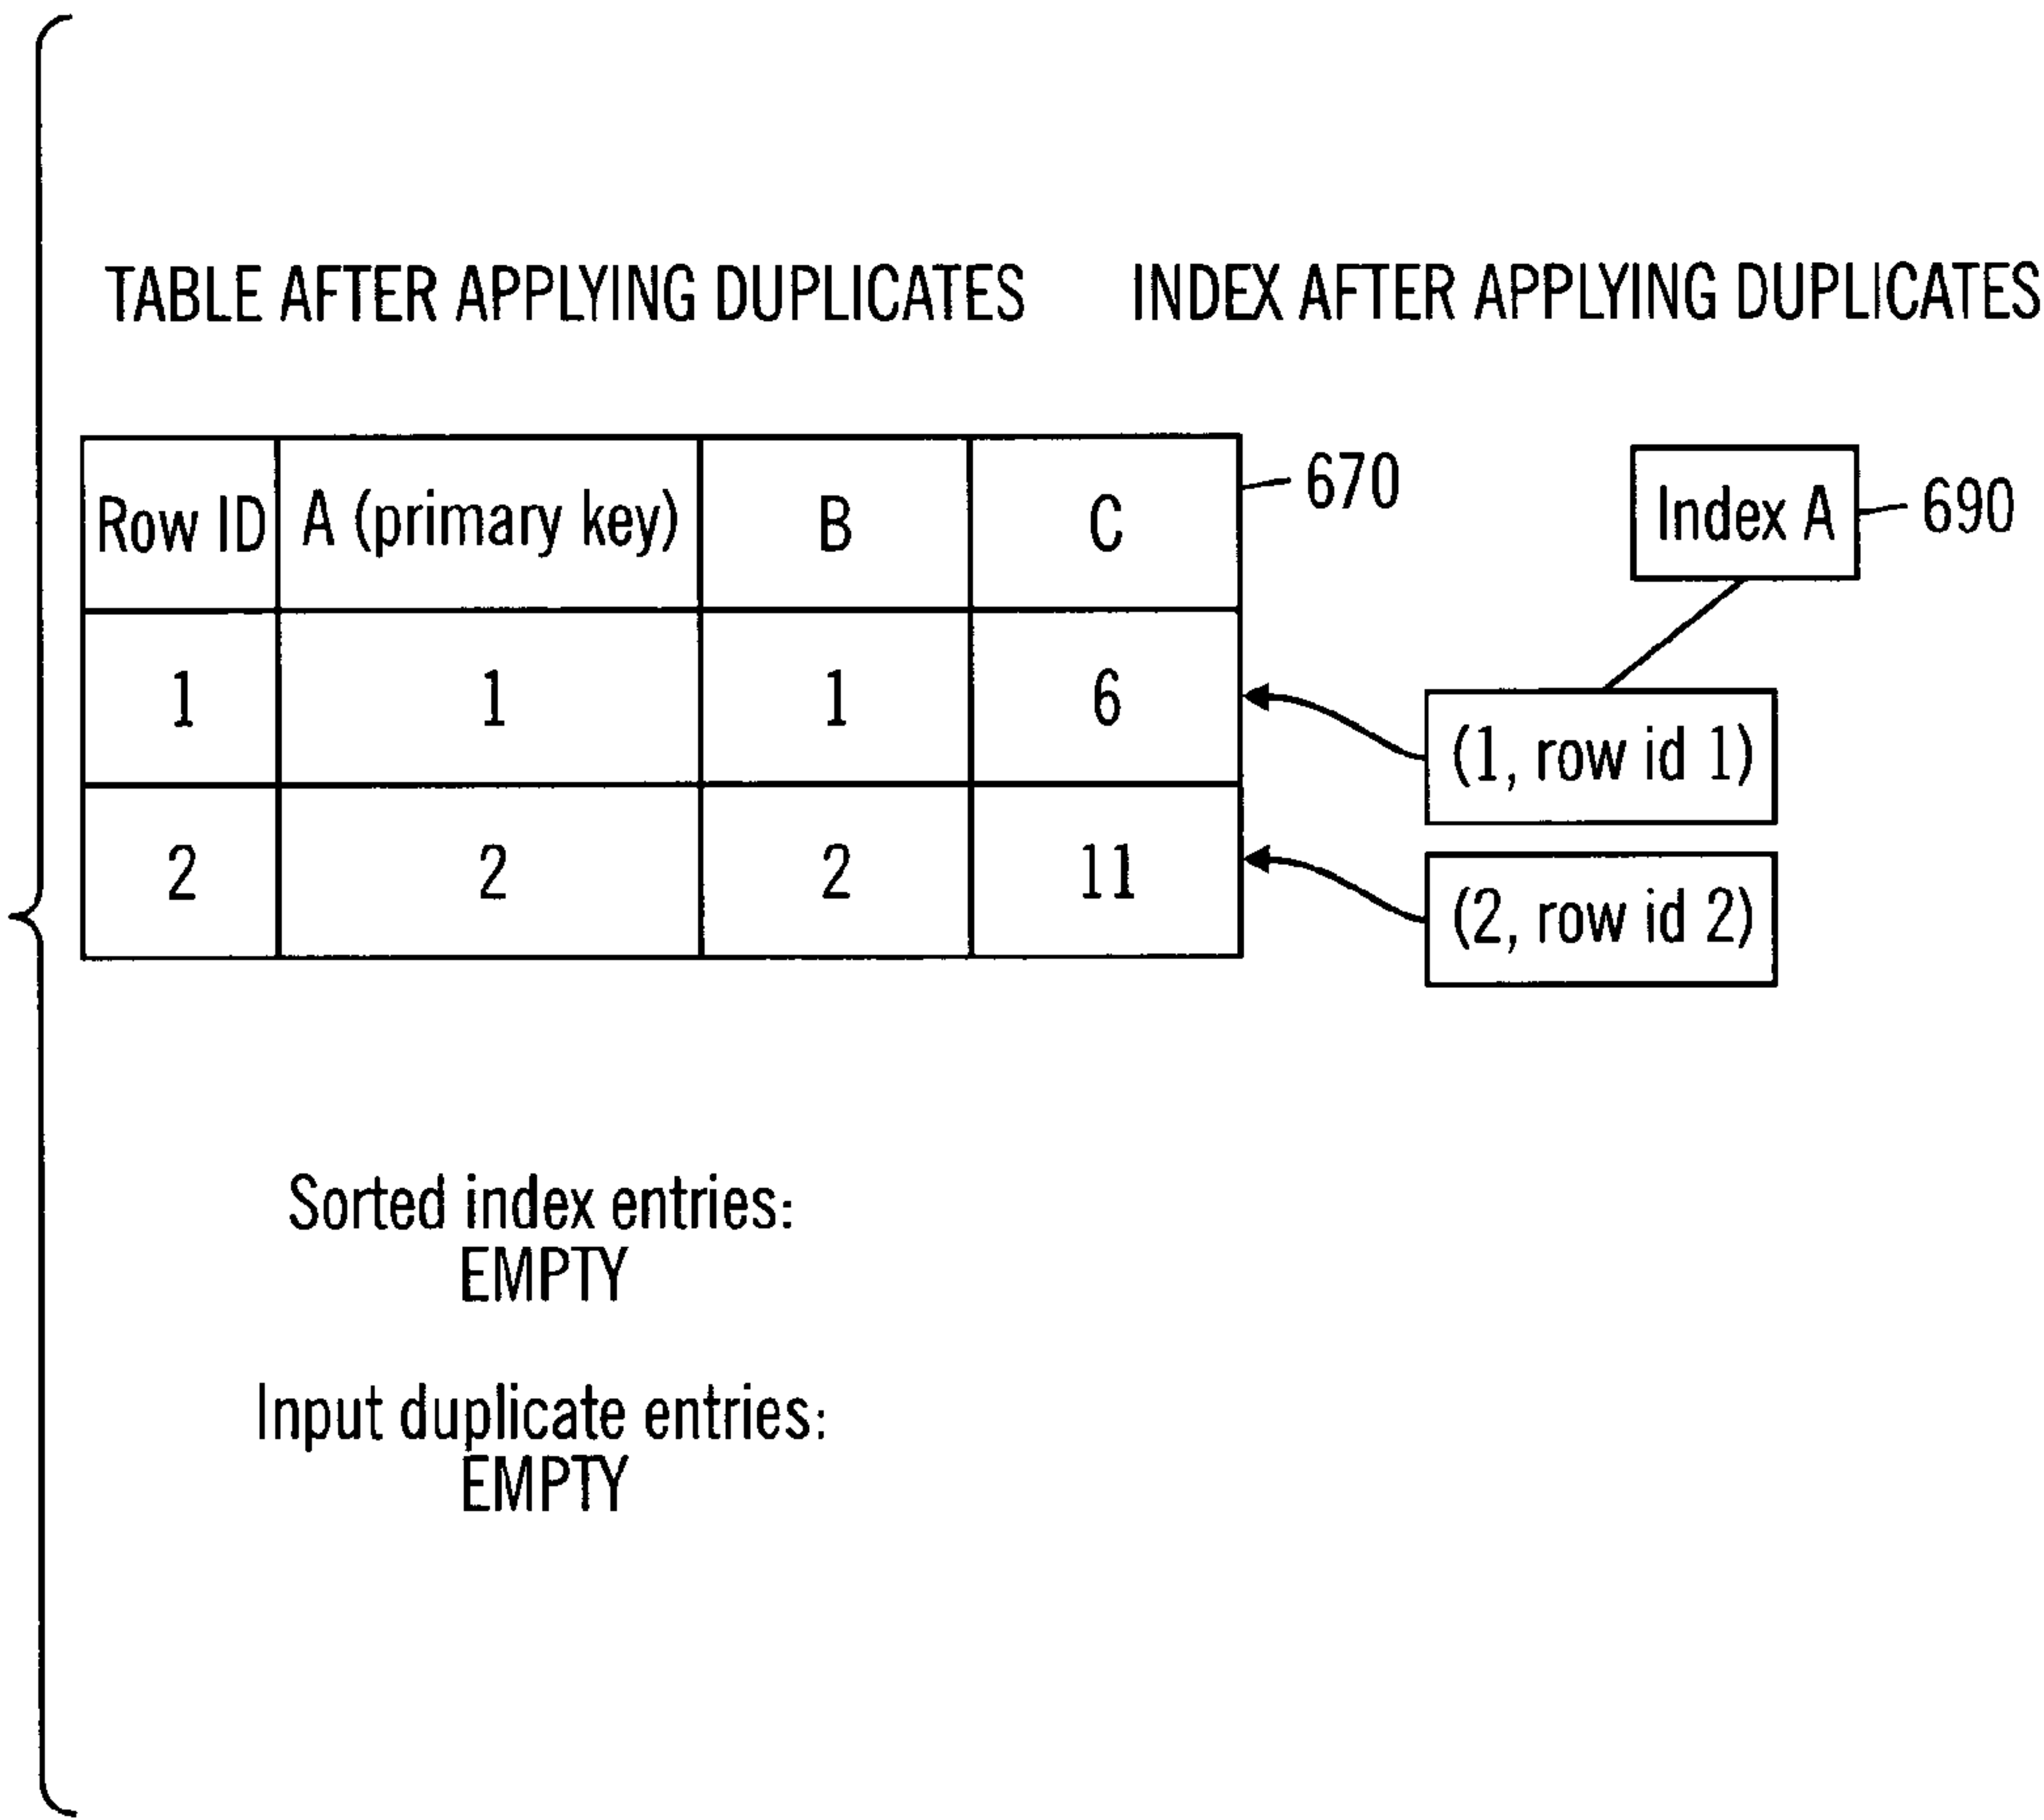 TABLE AFTER APPLYING DUPLICATES
INDEX AFTER APPLYING DUPLICATES
Row ID A (primary key) B C
670
Index A
690
1 1 1 6
(1, row id 1)
2 2 2 11
(2, row id 2)
Sorted index entries:
EMPTY
Input duplicate entries:
EMPTY